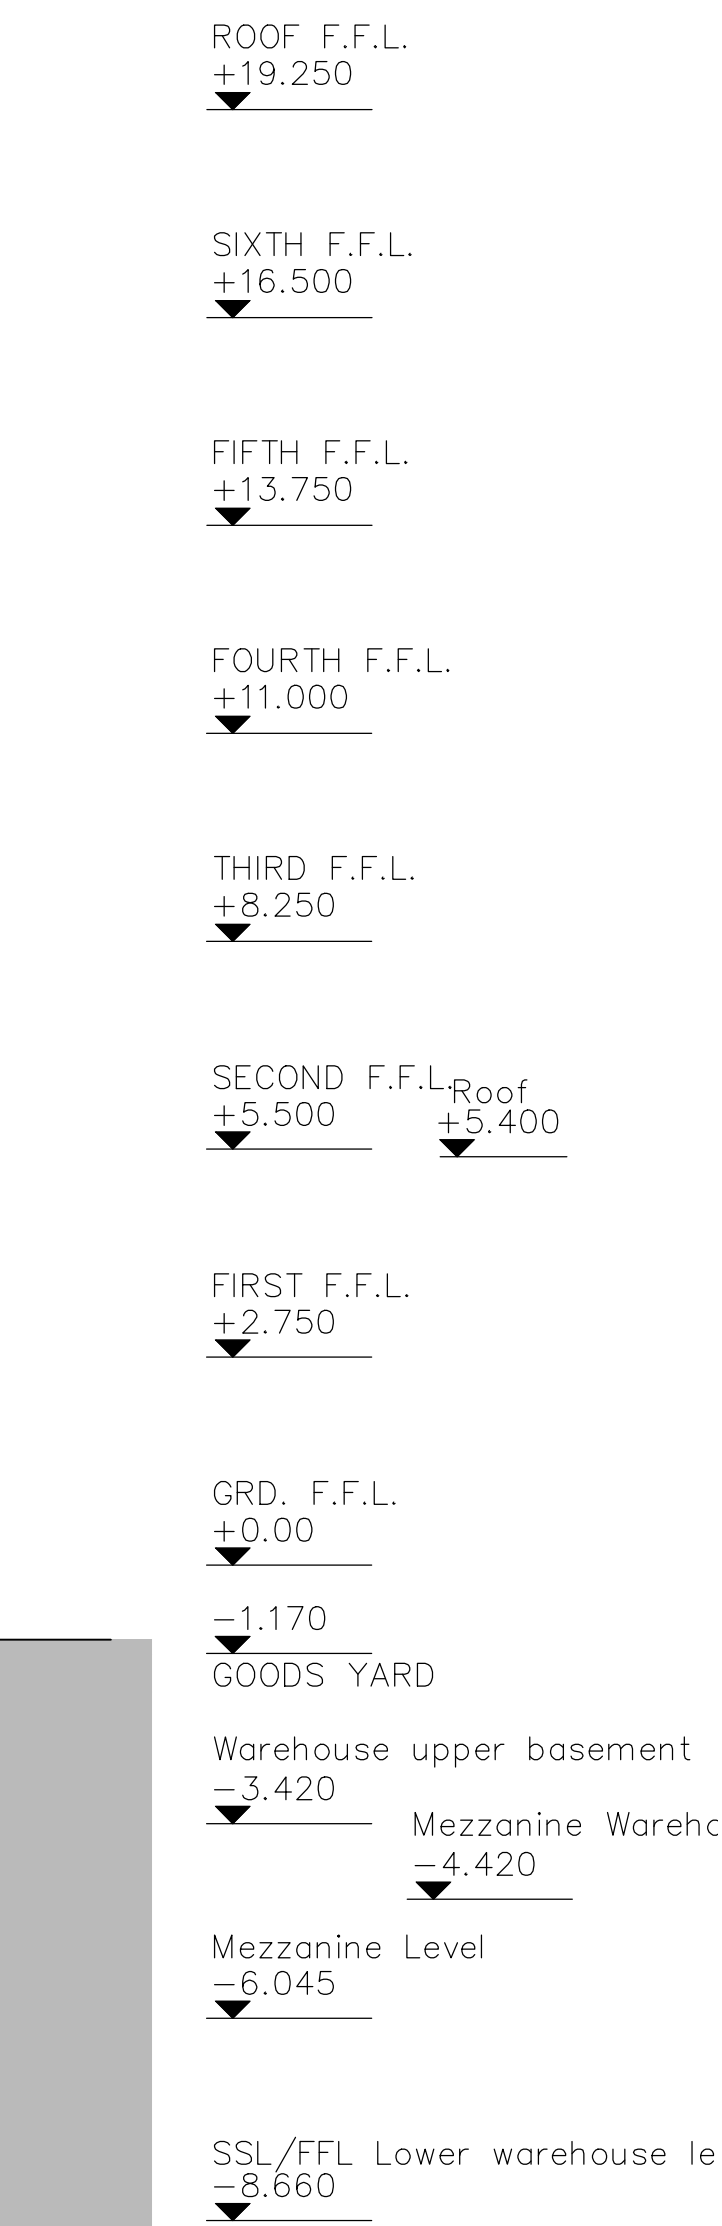 ROOF F.F.L.
+19.250
SIXTH F.F.L.
+16.500
FIFTH F.F.L.
+13.750
FOURTH F.F.L.
+11.000
THIRD F.F.L.
+8.250
SECOND F.F.L.
+5.500
Roof
+5.400
FIRST F.F.L.
+2.750
GRD. F.F.L.
+0.00
-1.170
GOODS YARD
Warehouse upper basement
-3.420
Mezzanine
-4.420
Mezzanine Level
-6.045
SSL/FFL Lower warehouse
-8.660